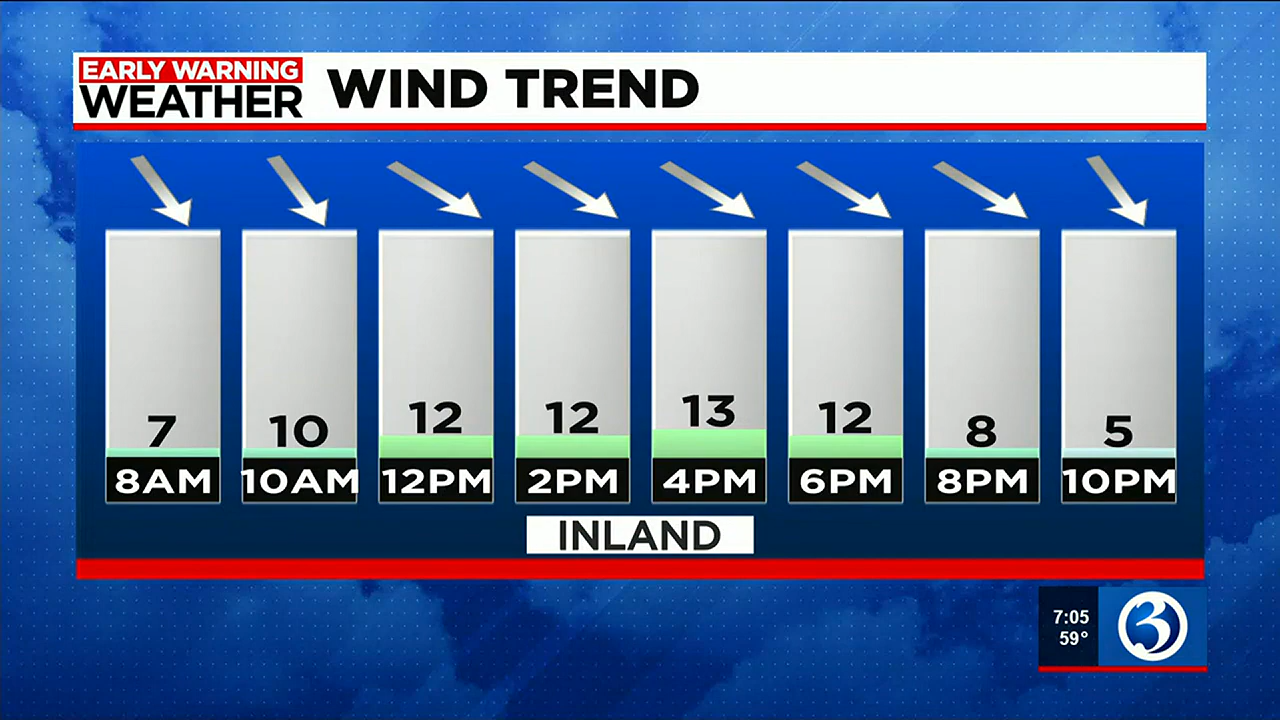 EARLY WARNING
WEATHER
WIND TREND
7 10 12 12 13 12 8 5
8AM 10AM 12PM 2PM 4PM 6PM 8PM 10PM
INLAND
7:05
59°
3